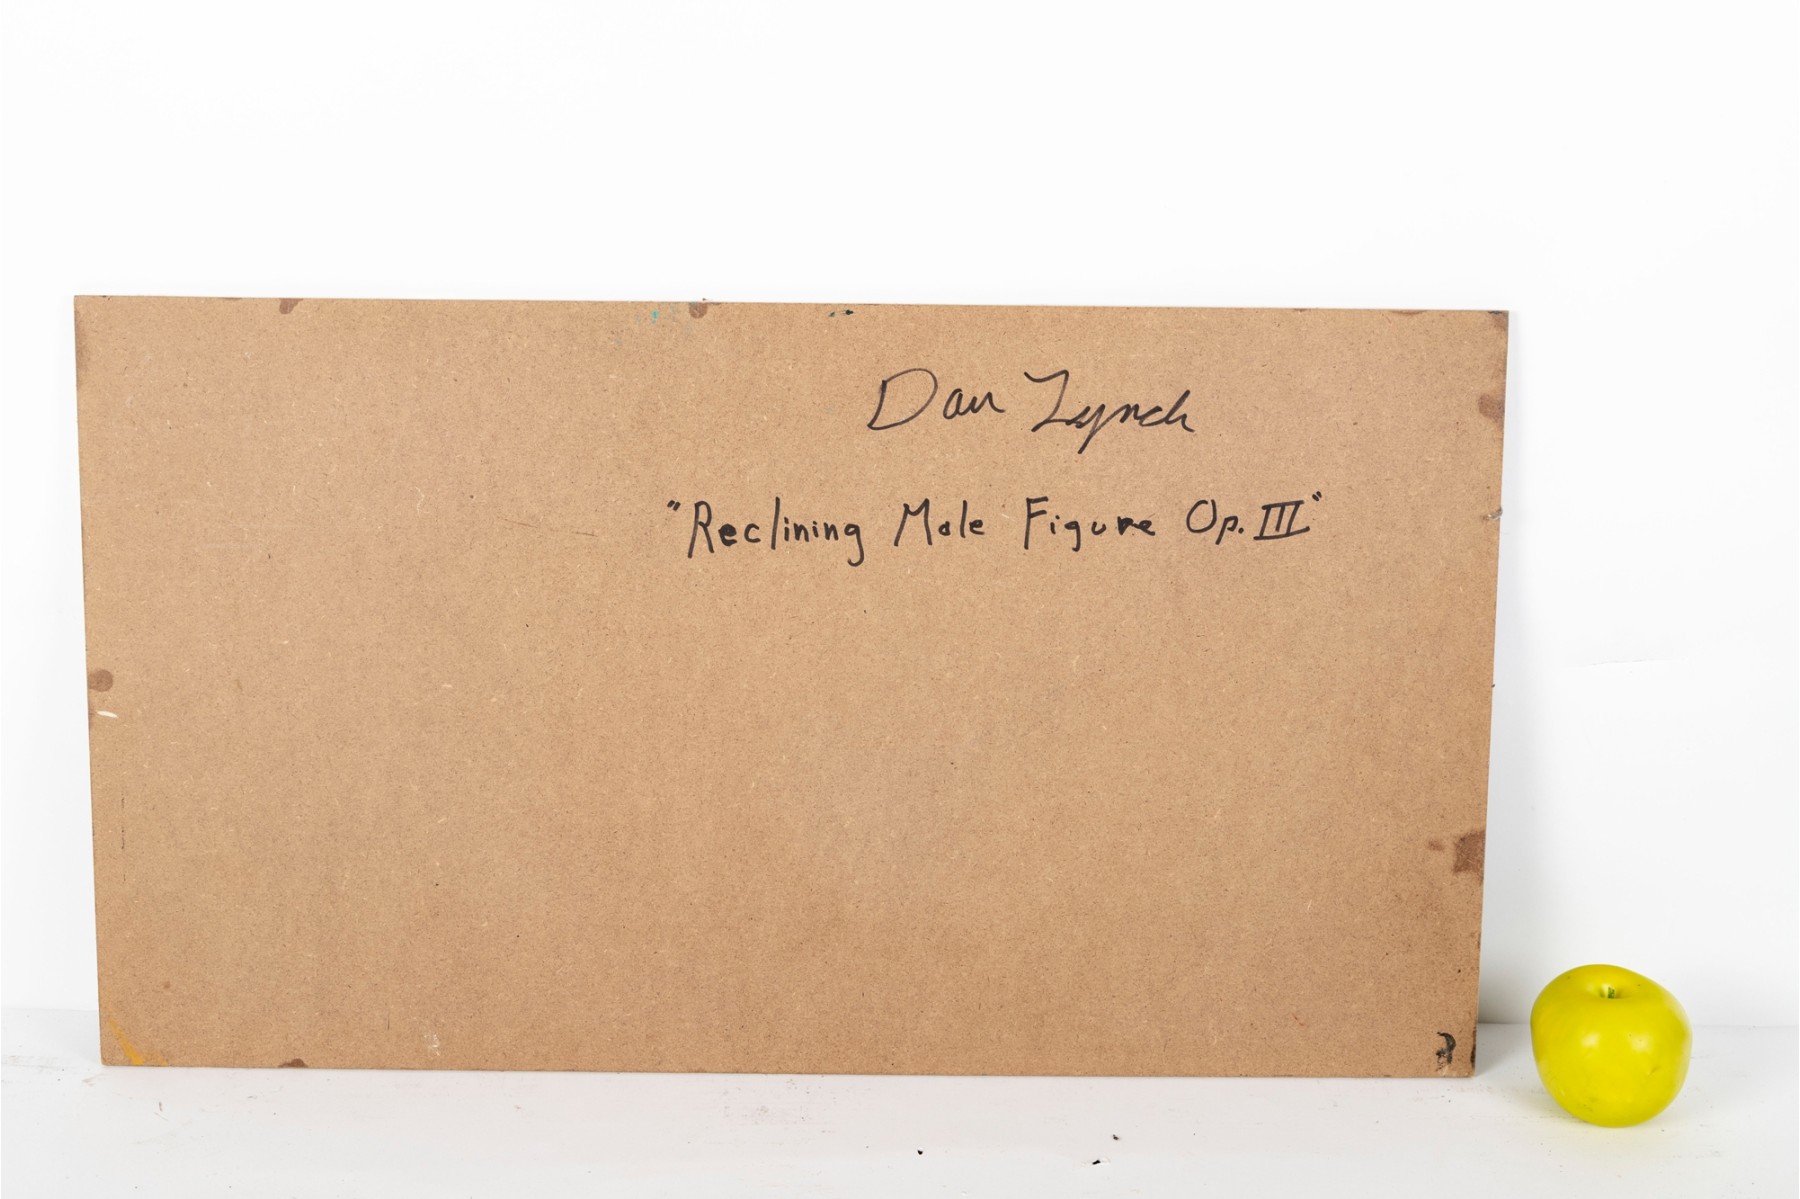 Dan Lynch
"Reclining Male Figure Op. III"